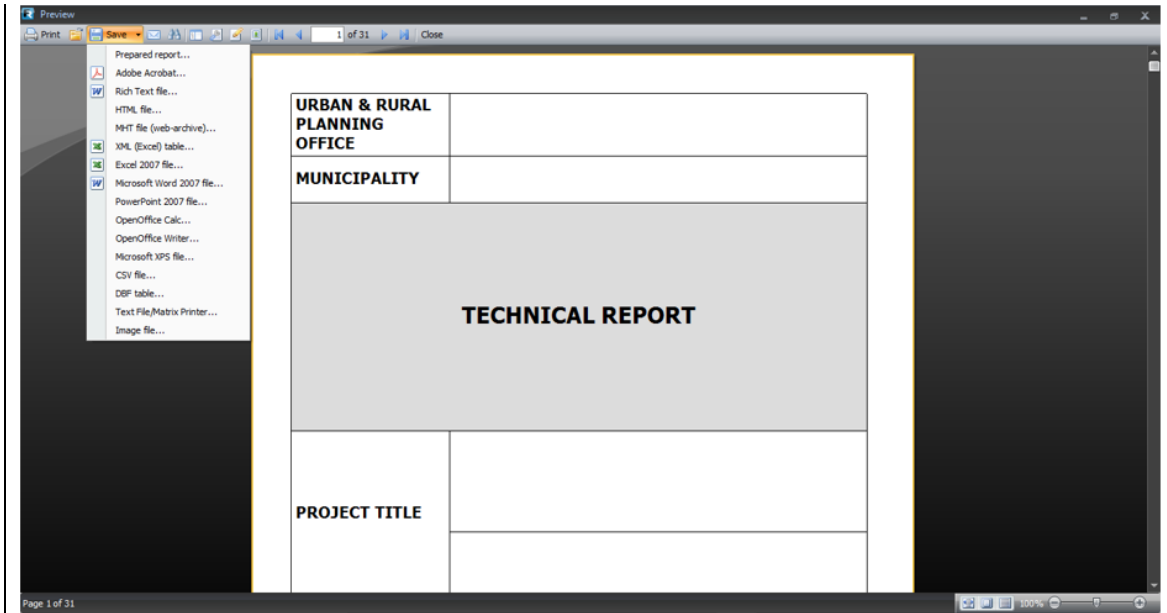 Preview
Print Save 1 of 31 Close
Prepared report...
Adobe Acrobat...
Rich Text file...
HTML file...
MHT file (web-archive)...
XML (Excel) table...
Excel 2007 file...
Microsoft Word 2007 file...
PowerPoint 2007 file...
OpenOffice Calc...
OpenOffice Writer...
Microsoft XPS file...
CSV file...
DBF table...
Text File/Matrix Printer...
Image file...
URBAN & RURAL
PLANNING
OFFICE
MUNICIPALITY
TECHNICAL REPORT
PROJECT TITLE
Page 1 of 31
100%